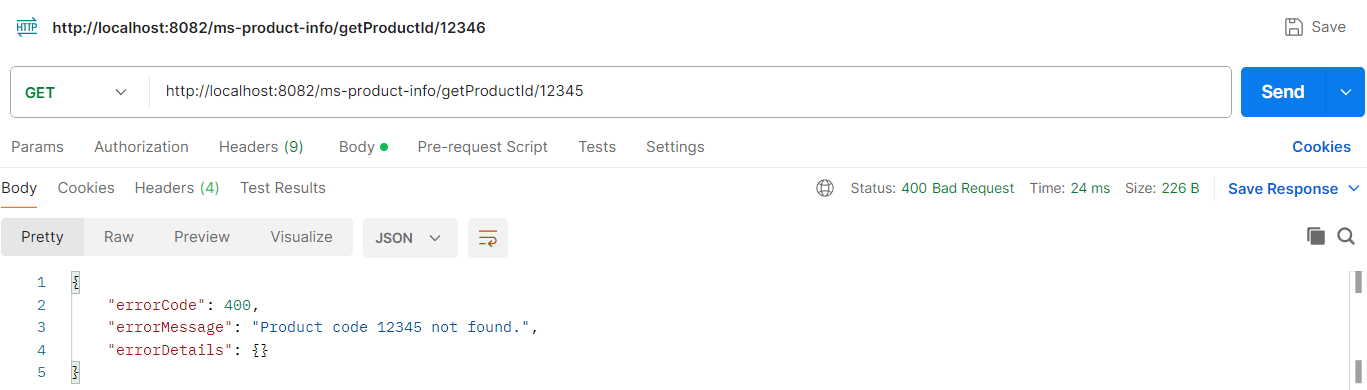 HTTP http://localhost:8082/ms-product-info/getProductId/12346 Save
GET http://localhost:8082/ms-product-info/getProductId/12345 Send
Params Authorization Headers (9) Body Pre-request Script Tests Settings Cookies
Body Cookies Headers (4) Test Results Status: 400 Bad Request Time: 24 ms Size: 226 B Save Response
Pretty Raw Preview Visualize JSON
1 {
2 "errorCode": 400,
3 "errorMessage": "Product code 12345 not found.",
4 "errorDetails": {}
5 }